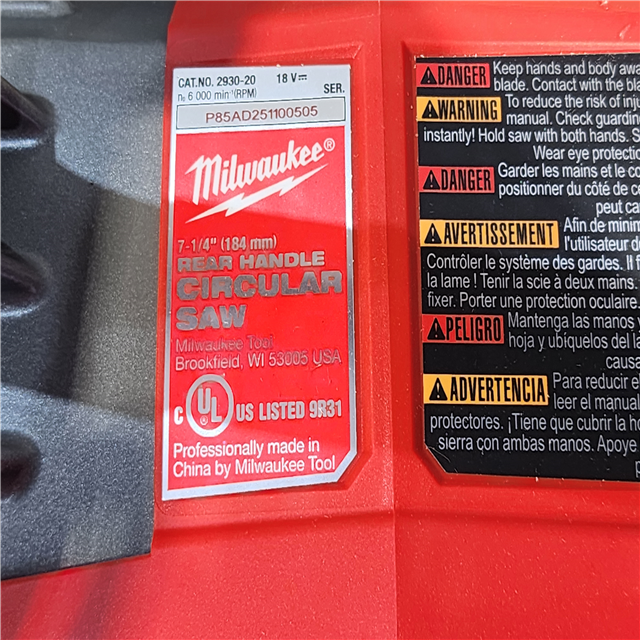 CAT.NO. 2930-20 18 V⎓
n₀ 6 000 min⁻¹(RPM) SER.
P85AD251100505
Milwaukee®
7-1/4" (184 mm)
REAR HANDLE
CIRCULAR
SAW
Milwaukee Tool
Brookfield, WI 53005 USA
C UL US LISTED 9R31
Professionally made in
China by Milwaukee Tool
DANGER Keep hands and body awa
blade. Contact with the bla
WARNING To reduce the risk of inj
manual. Check guardin
instantly! Hold saw with both hands. S
Wear eye protectio
DANGER Garder les mains et le co
positionner du côté de
peut ca
AVERTISSEMENT Afin de minim
l'utilisateur d
Contrôler le système des gardes. Il f
la lame ! Tenir la scie à deux mains.
fixer. Porter une protection oculaire.
PELIGRO Mantenga las manos
hoja y ubíquelos del la
causa
ADVERTENCIA Para reducir e
leer el manual
protectores. ¡Tiene que cubrir la ho
sierra con ambas manos. Apoye